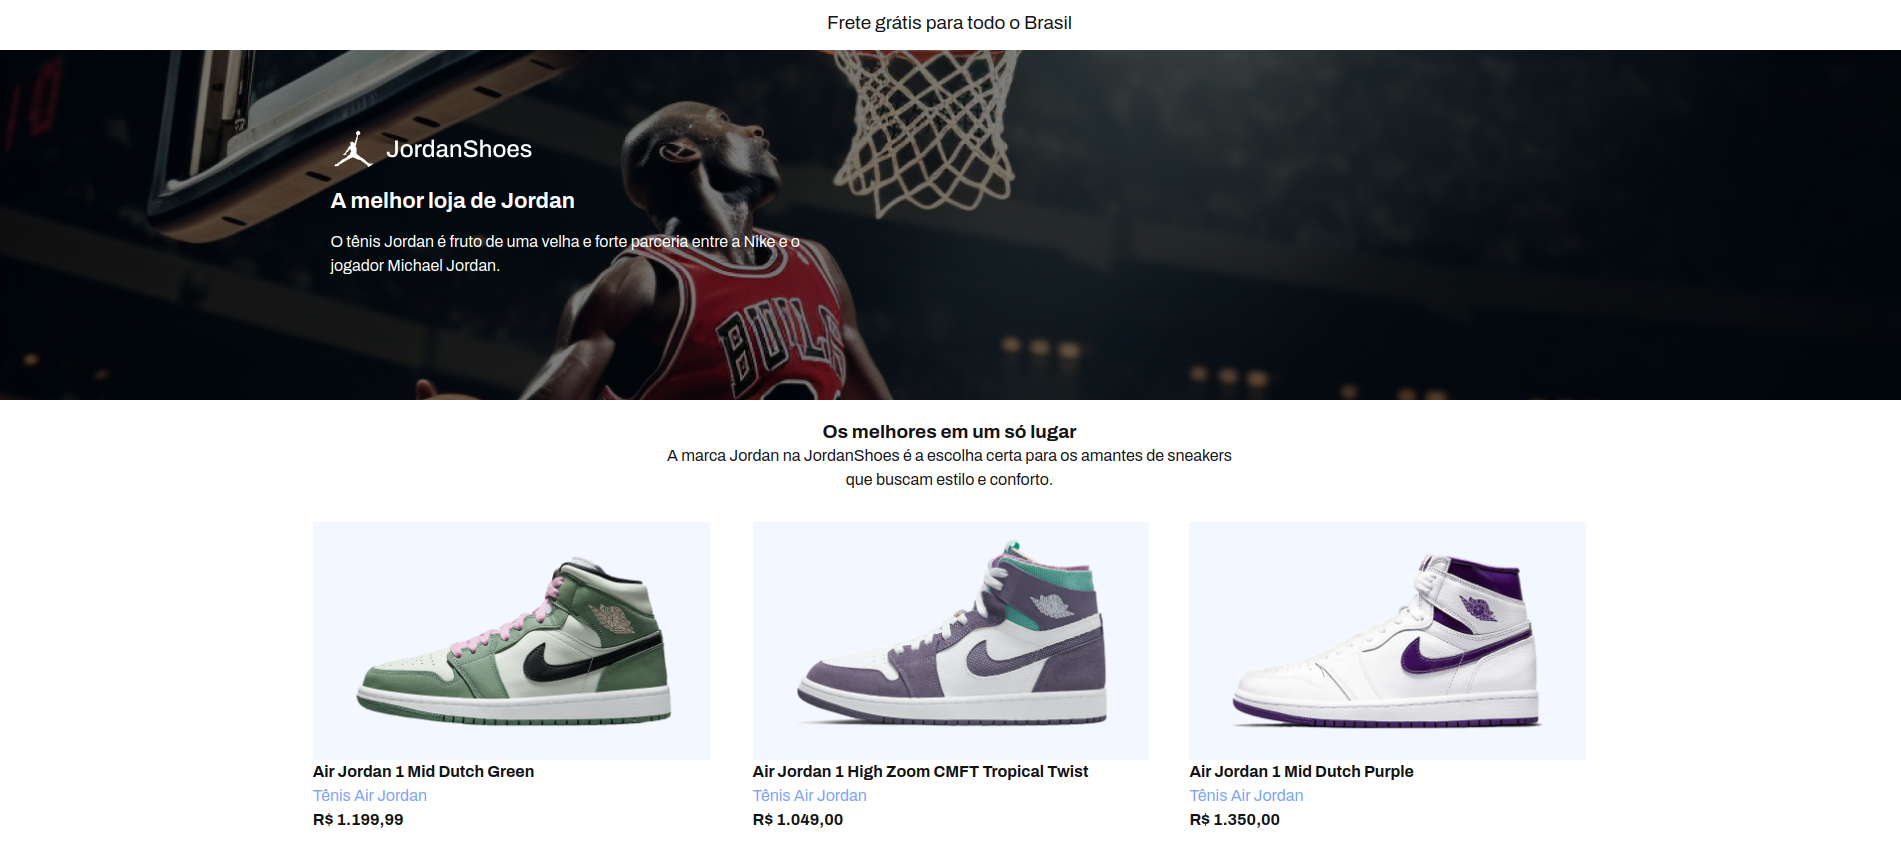 Frete grátis para todo o Brasil
JordanShoes
A melhor loja de Jordan
O tênis Jordan é fruto de uma velha e forte parceria entre a Nike e o
jogador Michael Jordan.
BULLS
Os melhores em um só lugar
A marca Jordan na JordanShoes é a escolha certa para os amantes de sneakers
que buscam estilo e conforto.
Air Jordan 1 Mid Dutch Green
Tênis Air Jordan
R$ 1.199,99
Air Jordan 1 High Zoom CMFT Tropical Twist
Tênis Air Jordan
R$ 1.049,00
Air Jordan 1 Mid Dutch Purple
Tênis Air Jordan
R$ 1.350,00